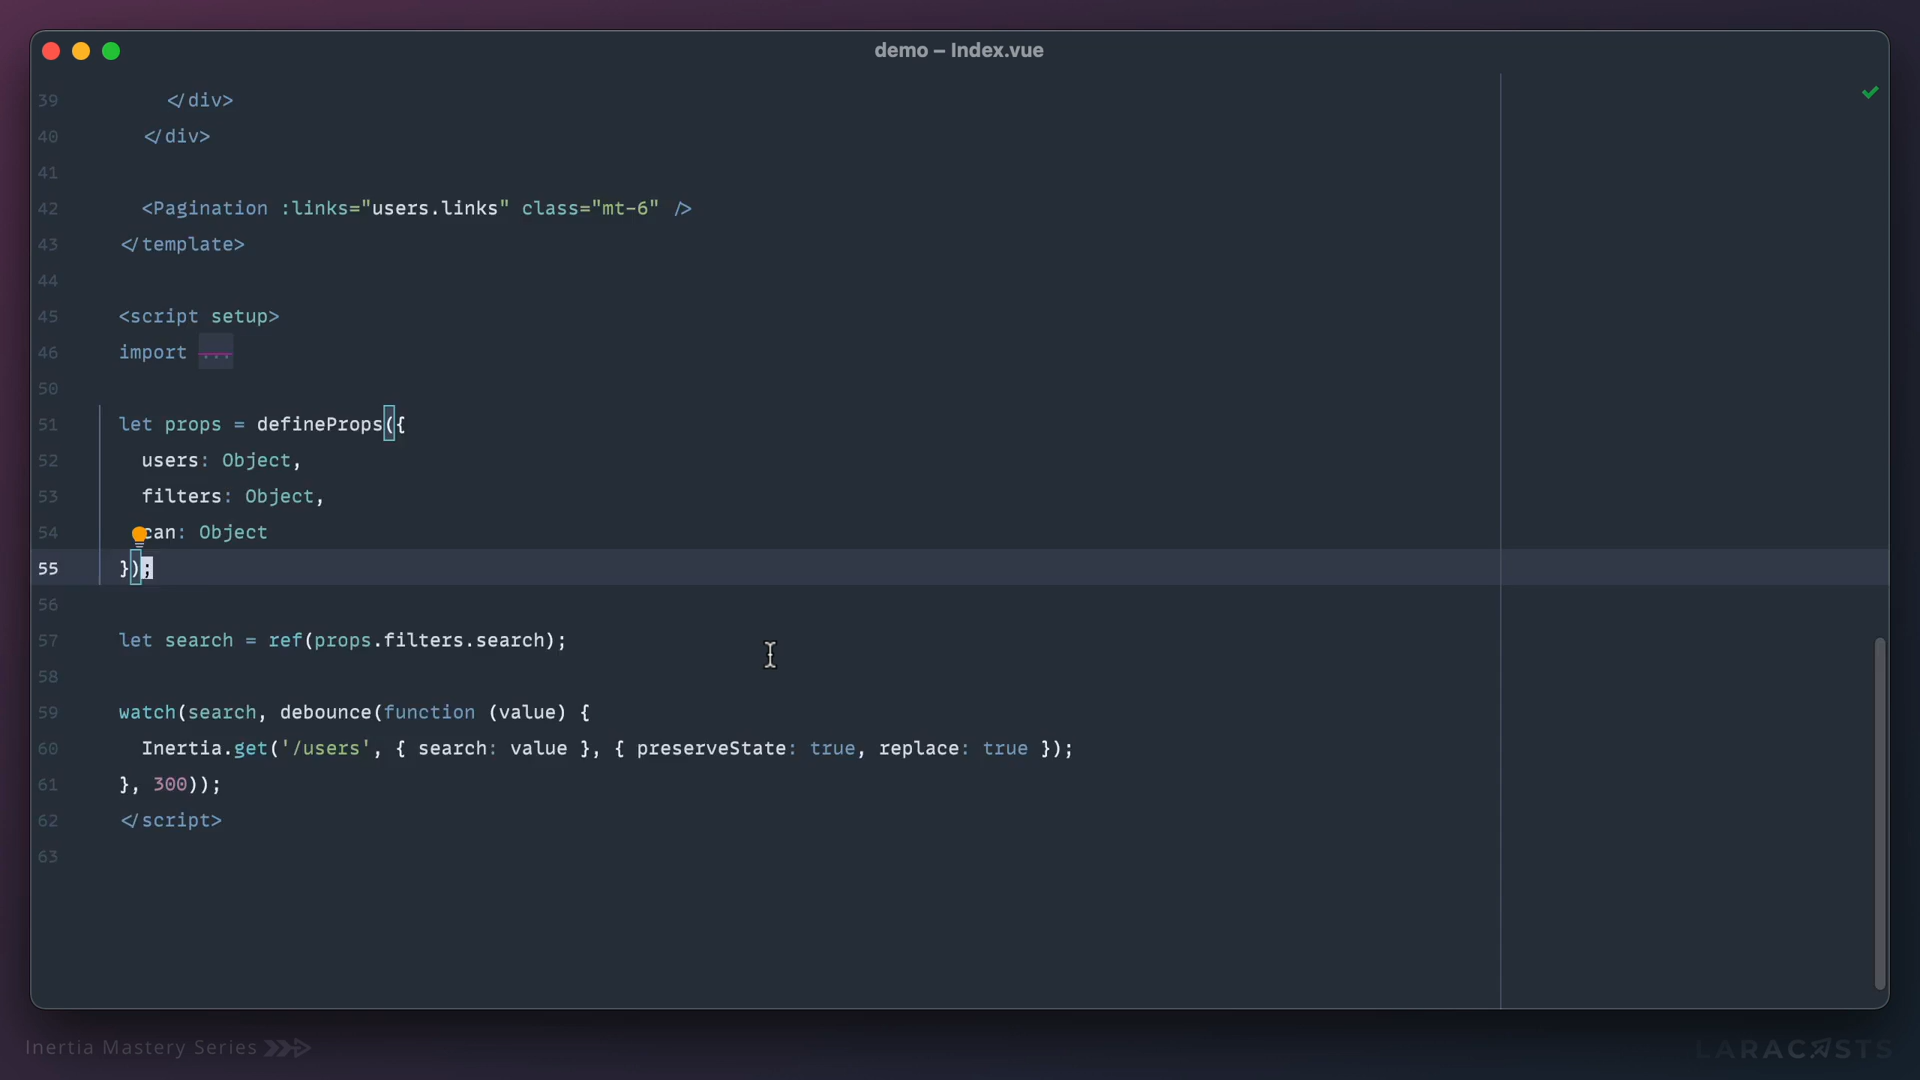 demo – Index.vue
39 </div>
40 </div>
41
42 <Pagination :links="users.links" class="mt-6" />
43 </template>
44
45 <script setup>
46 import ...
50
51 let props = defineProps({
52 users: Object,
53 filters: Object,
54 can: Object
55 });
56
57 let search = ref(props.filters.search);
58
59 watch(search, debounce(function (value) {
60 Inertia.get('/users', { search: value }, { preserveState: true, replace: true });
61 }, 300));
62 </script>
63
Inertia Mastery Series
LARACASTS